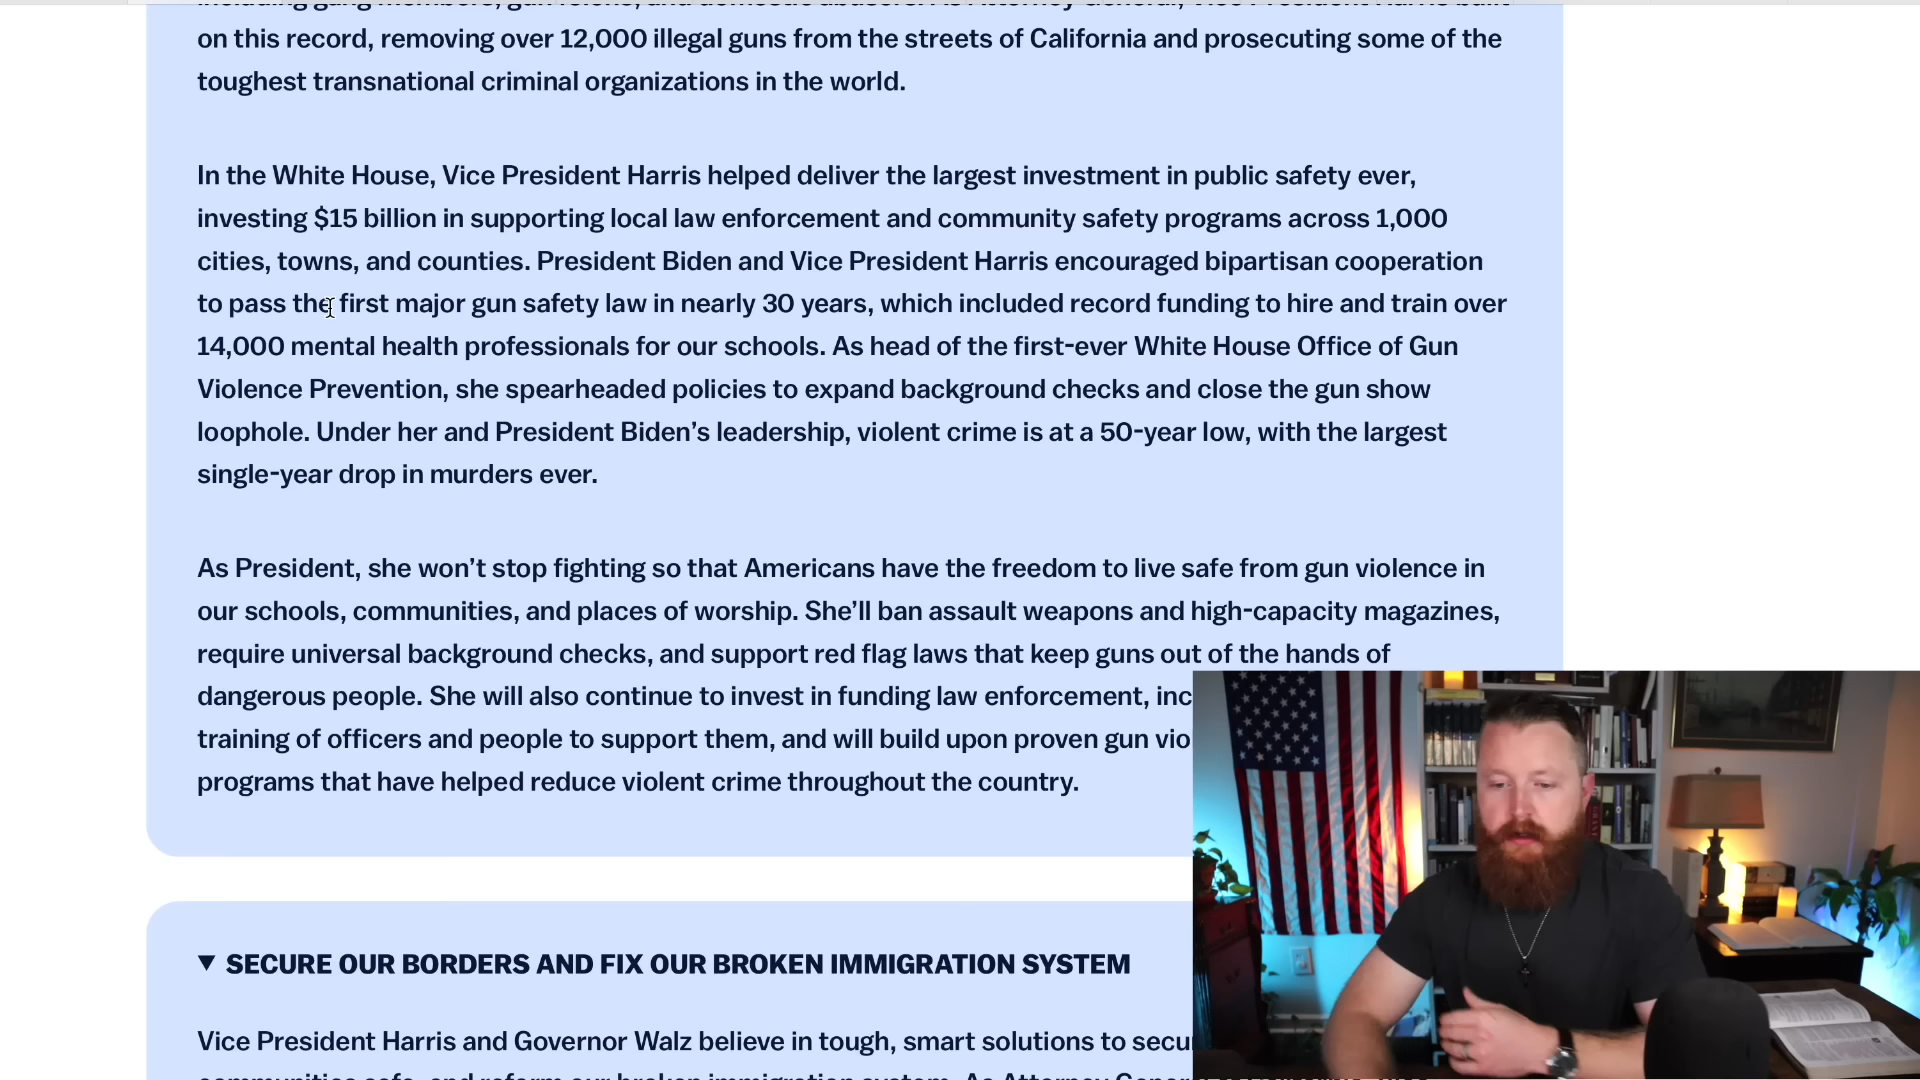 on this record, removing over 12,000 illegal guns from the streets of California and prosecuting some of the
toughest transnational criminal organizations in the world.
In the White House, Vice President Harris helped deliver the largest investment in public safety ever,
investing $15 billion in supporting local law enforcement and community safety programs across 1,000
cities, towns, and counties. President Biden and Vice President Harris encouraged bipartisan cooperation
to pass the first major gun safety law in nearly 30 years, which included record funding to hire and train over
14,000 mental health professionals for our schools. As head of the first-ever White House Office of Gun
Violence Prevention, she spearheaded policies to expand background checks and close the gun show
loophole. Under her and President Biden’s leadership, violent crime is at a 50-year low, with the largest
single-year drop in murders ever.
As President, she won’t stop fighting so that Americans have the freedom to live safe from gun violence in
our schools, communities, and places of worship. She’ll ban assault weapons and high-capacity magazines,
require universal background checks, and support red flag laws that keep guns out of the hands of
dangerous people. She will also continue to invest in funding law enforcement, inc
training of officers and people to support them, and will build upon proven gun vio
programs that have helped reduce violent crime throughout the country.
▼ SECURE OUR BORDERS AND FIX OUR BROKEN IMMIGRATION SYSTEM
Vice President Harris and Governor Walz believe in tough, smart solutions to secu